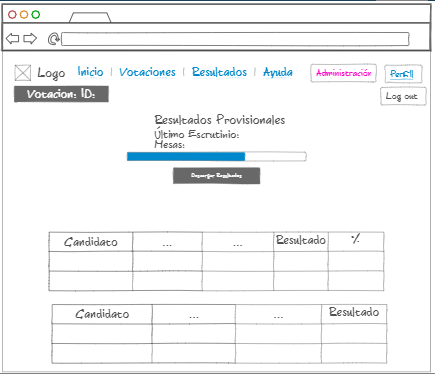 Logo Inicio | Votaciones | Resultados | Ayuda Administración Perfil
Votacion: ID: Log out
Resultados Provisionales
Último Escrutinio:
Mesas:
Descargar Resultados
Candidato ... ... Resultado %
Candidato ... ... Resultado